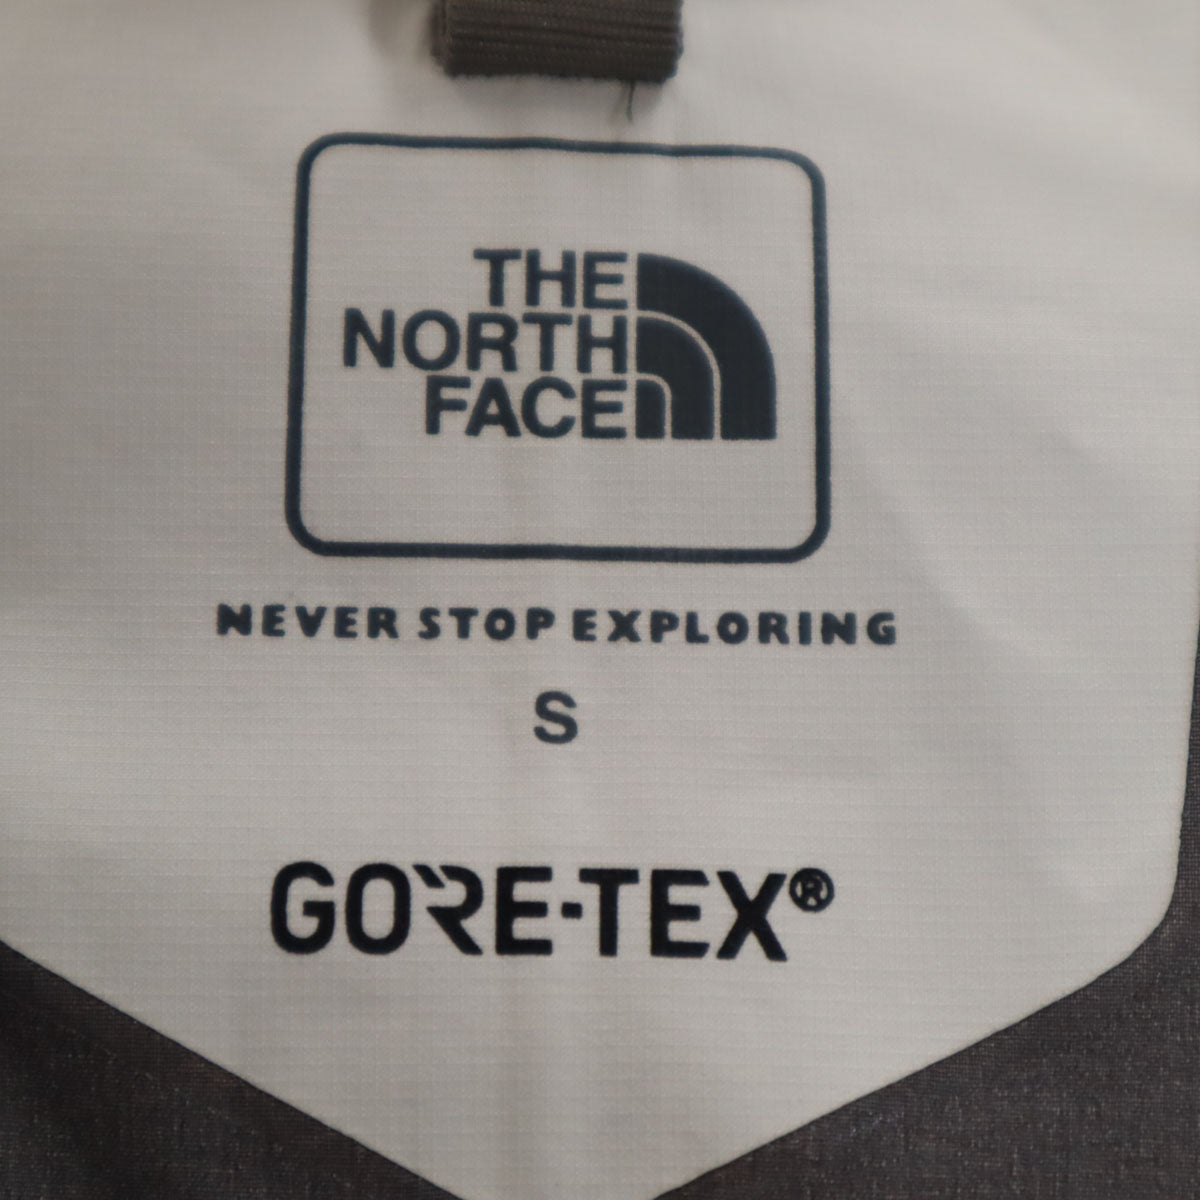 THE
NORTH
FACE
NEVER STOP EXPLORING
S
GORE-TEX®